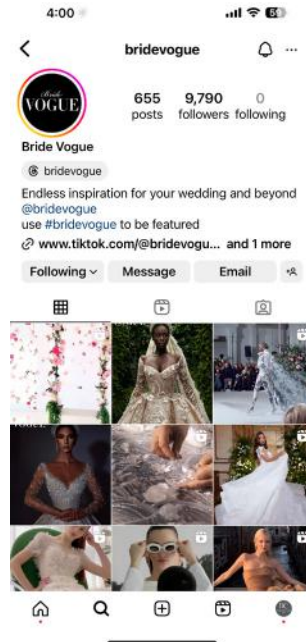 4:00
59
bridevogue
Bride
VOGUE
655 9,790 0
posts followers following
Bride Vogue
bridevogue
Endless inspiration for your wedding and beyond
@bridevogue
use #bridevogue to be featured
www.tiktok.com/@bridevogu... and 1 more
Following Message Email